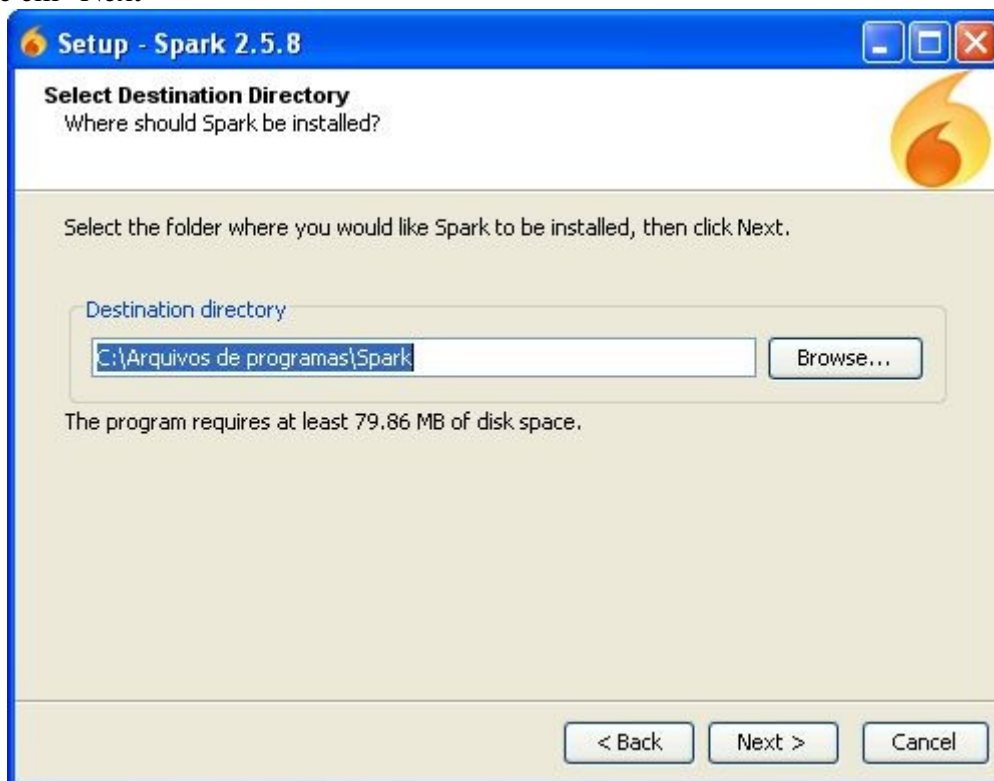 e em "Next"
Setup - Spark 2.5.8
Select Destination Directory
Where should Spark be installed?
Select the folder where you would like Spark to be installed, then click Next.
Destination directory
C:\Arquivos de programas\Spark
Browse...
The program requires at least 79.86 MB of disk space.
< Back
Next >
Cancel